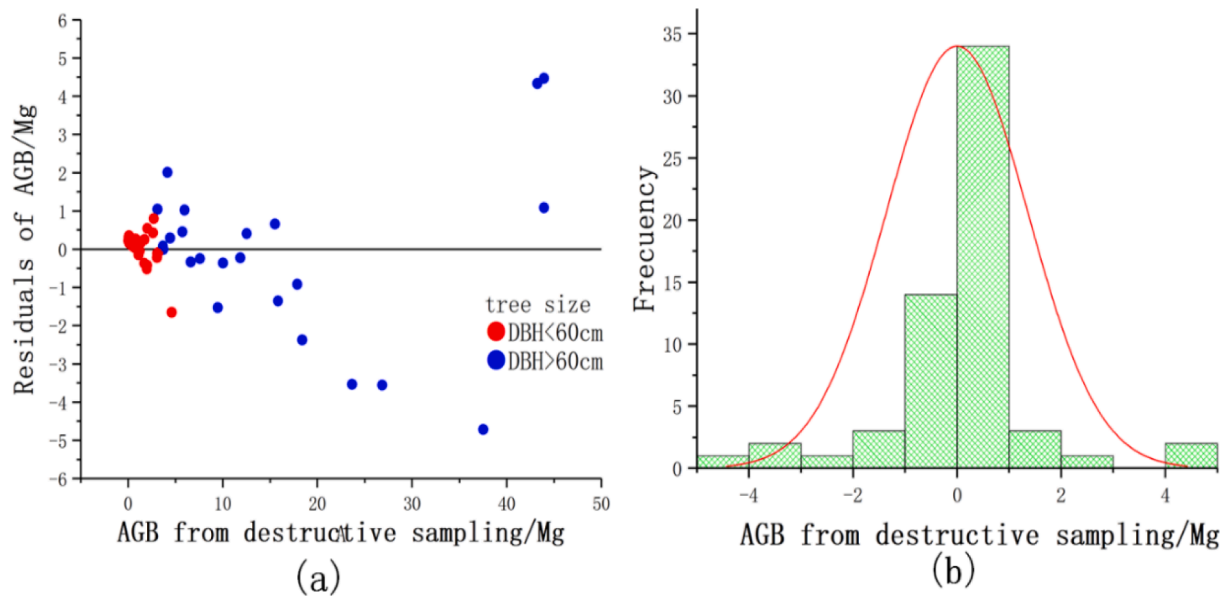 6
5
4
3
2
1
0
-1
-2
-3
-4
-5
-6
Residuals of AGB/Mg
tree size
DBH<60cm
DBH>60cm
0 10 20 30 40 50
AGB from destructive sampling/Mg
(a)
35
30
25
20
15
10
5
0
Frecuency
-4 -2 0 2 4
AGB from destructive sampling/Mg
(b)